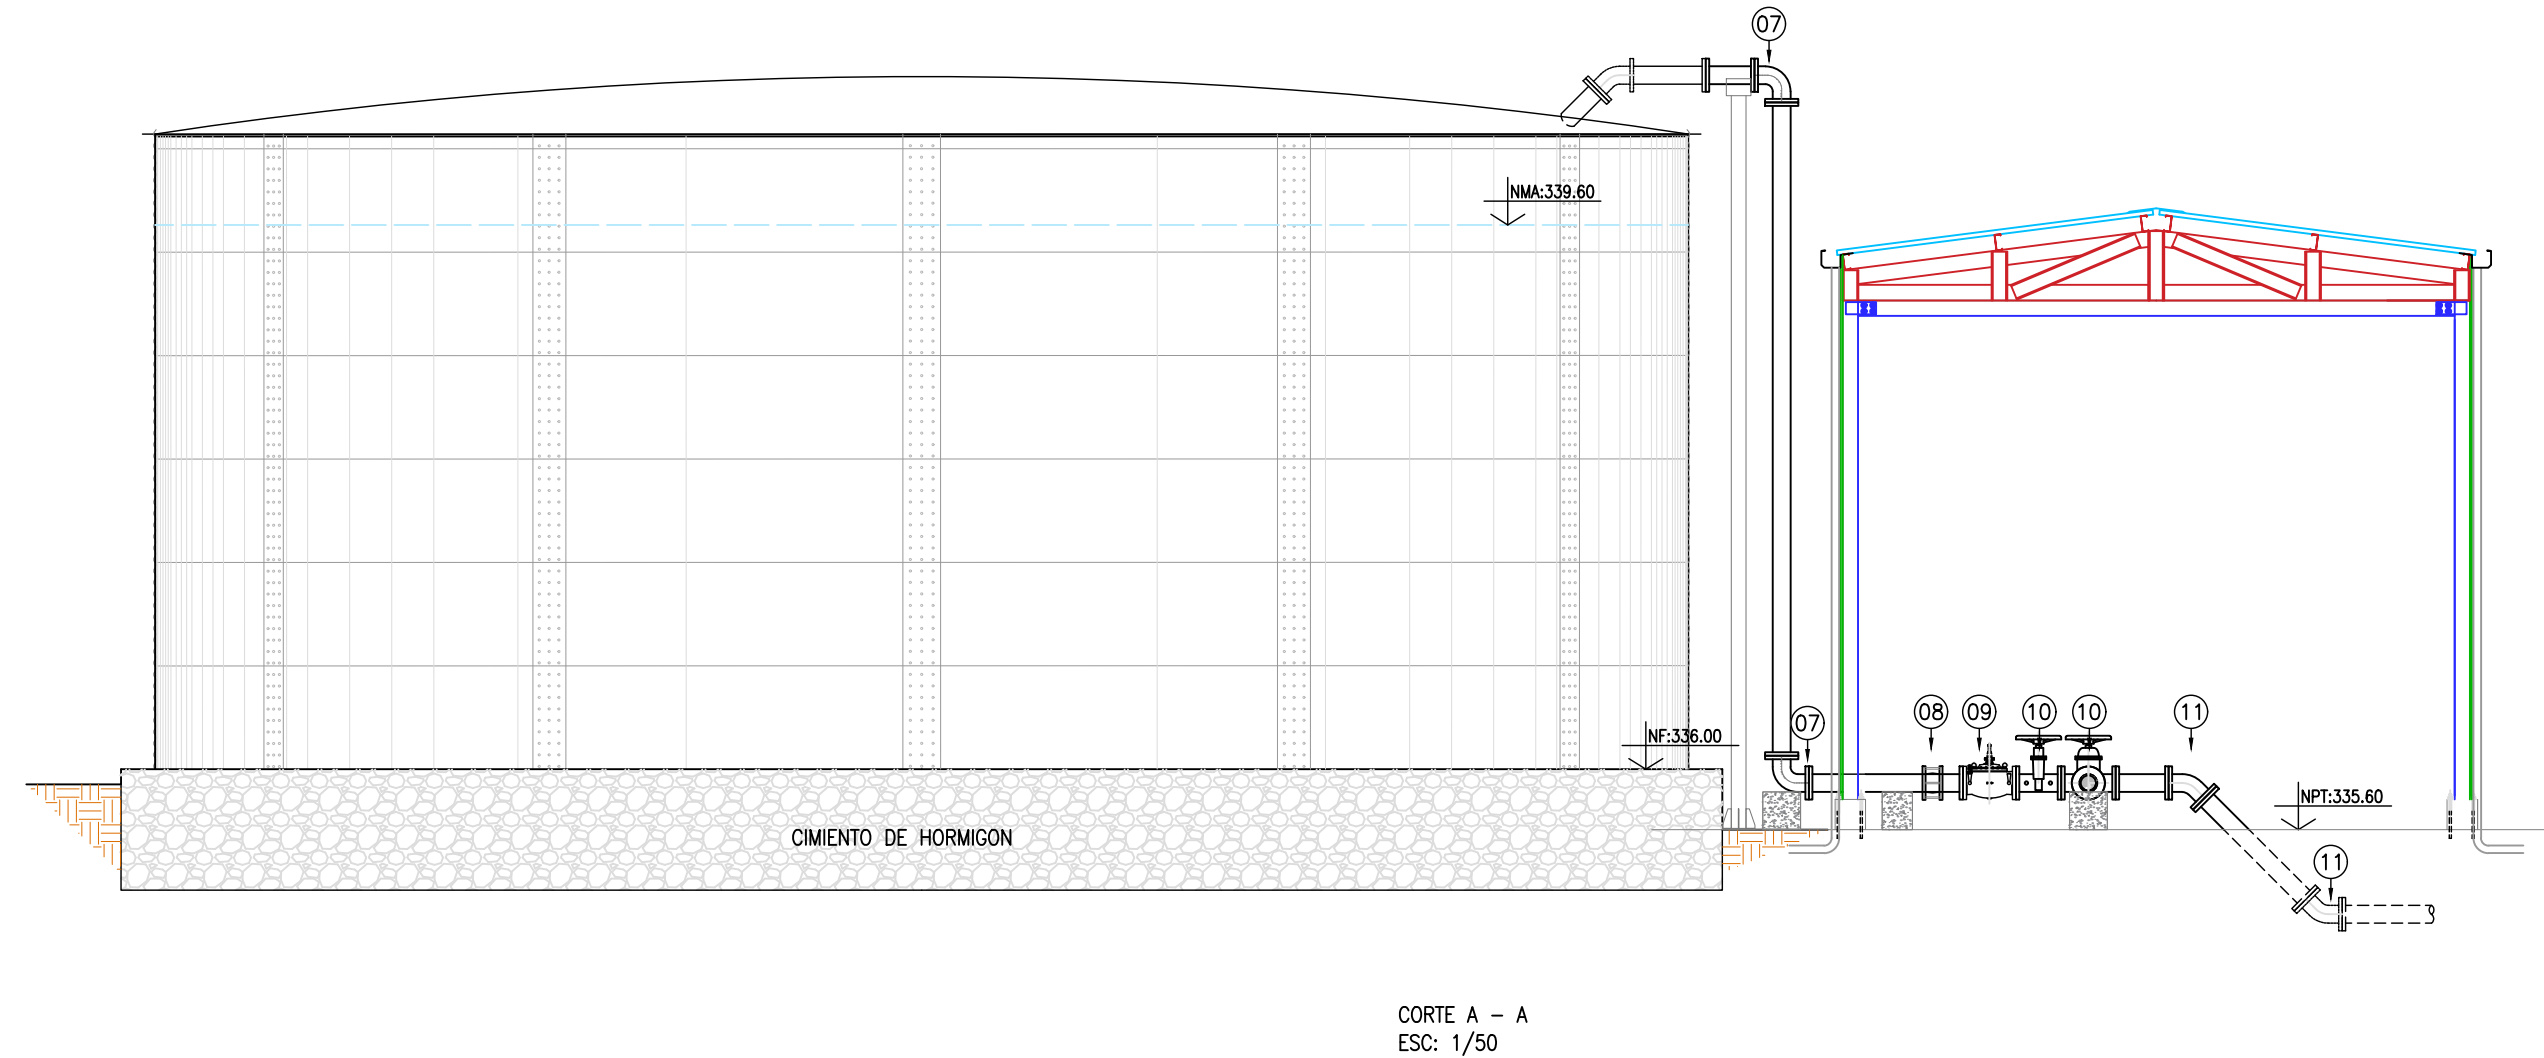 07
NMA:339.60
08
09
10
10
11
07
NF:336.00
NPT:335.60
CIMIENTO DE HORMIGON
11
CORTE A – A
ESC: 1/50